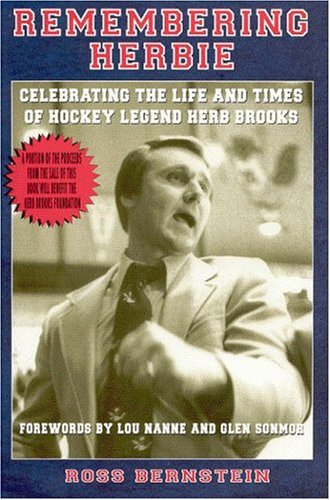 REMEMBERING
HERBIE
CELEBRATING THE LIFE AND TIMES
OF HOCKEY LEGEND HERB BROOKS
A PORTION OF THE PROCEEDS
FROM THE SALE OF THIS
BOOK WILL BENEFIT THE
HERB BROOKS FOUNDATION
FOREWORDS BY LOU NANNE AND GLEN SONMOR
ROSS BERNSTEIN